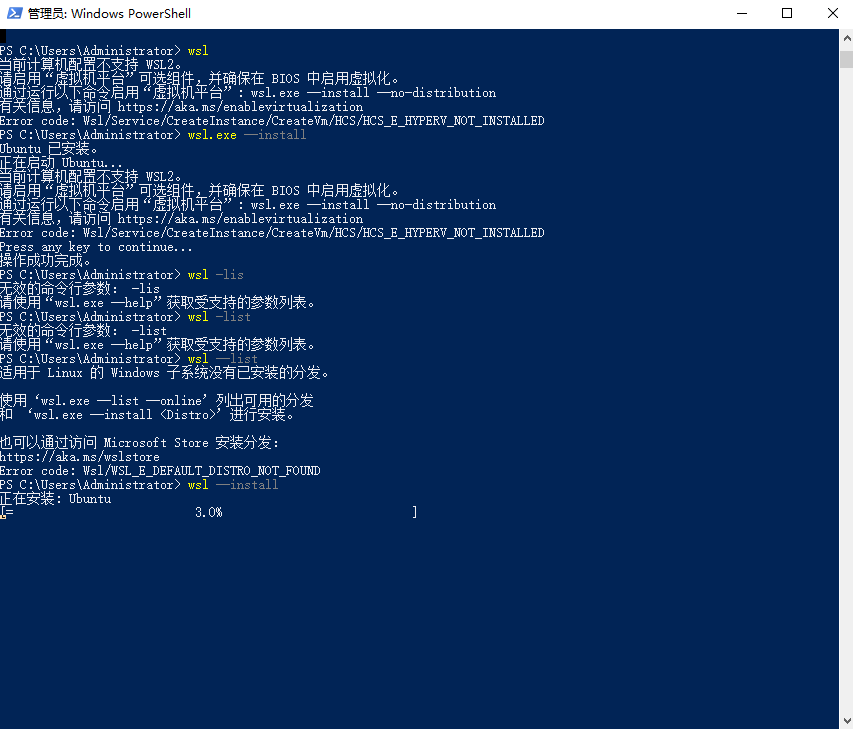 管理员: Windows PowerShell
PS C:\Users\Administrator> wsl
当前计算机配置不支持 WSL2。
请启用“虚拟机平台”可选组件，并确保在 BIOS 中启用虚拟化。
通过运行以下命令启用“虚拟机平台”: wsl.exe --install --no-distribution
有关信息，请访问 https://aka.ms/enablevirtualization
Error code: Wsl/Service/CreateInstance/CreateVm/HCS/HCS_E_HYPERV_NOT_INSTALLED
PS C:\Users\Administrator> wsl.exe --install
Ubuntu 已安装。
正在启动 Ubuntu...
当前计算机配置不支持 WSL2。
请启用“虚拟机平台”可选组件，并确保在 BIOS 中启用虚拟化。
通过运行以下命令启用“虚拟机平台”: wsl.exe --install --no-distribution
有关信息，请访问 https://aka.ms/enablevirtualization
Error code: Wsl/Service/CreateInstance/CreateVm/HCS/HCS_E_HYPERV_NOT_INSTALLED
Press any key to continue...
操作成功完成。
PS C:\Users\Administrator> wsl -lis
无效的命令行参数: -lis
请使用“wsl.exe --help”获取受支持的参数列表。
PS C:\Users\Administrator> wsl -list
无效的命令行参数: -list
请使用“wsl.exe --help”获取受支持的参数列表。
PS C:\Users\Administrator> wsl --list
适用于 Linux 的 Windows 子系统没有已安装的分发。
使用‘wsl.exe --list --online’列出可用的分发
和 ‘wsl.exe --install <Distro>’进行安装。
也可以通过访问 Microsoft Store 安装分发:
https://aka.ms/wslstore
Error code: Wsl/WSL_E_DEFAULT_DISTRO_NOT_FOUND
PS C:\Users\Administrator> wsl --install
正在安装: Ubuntu
[= 3.0% ]